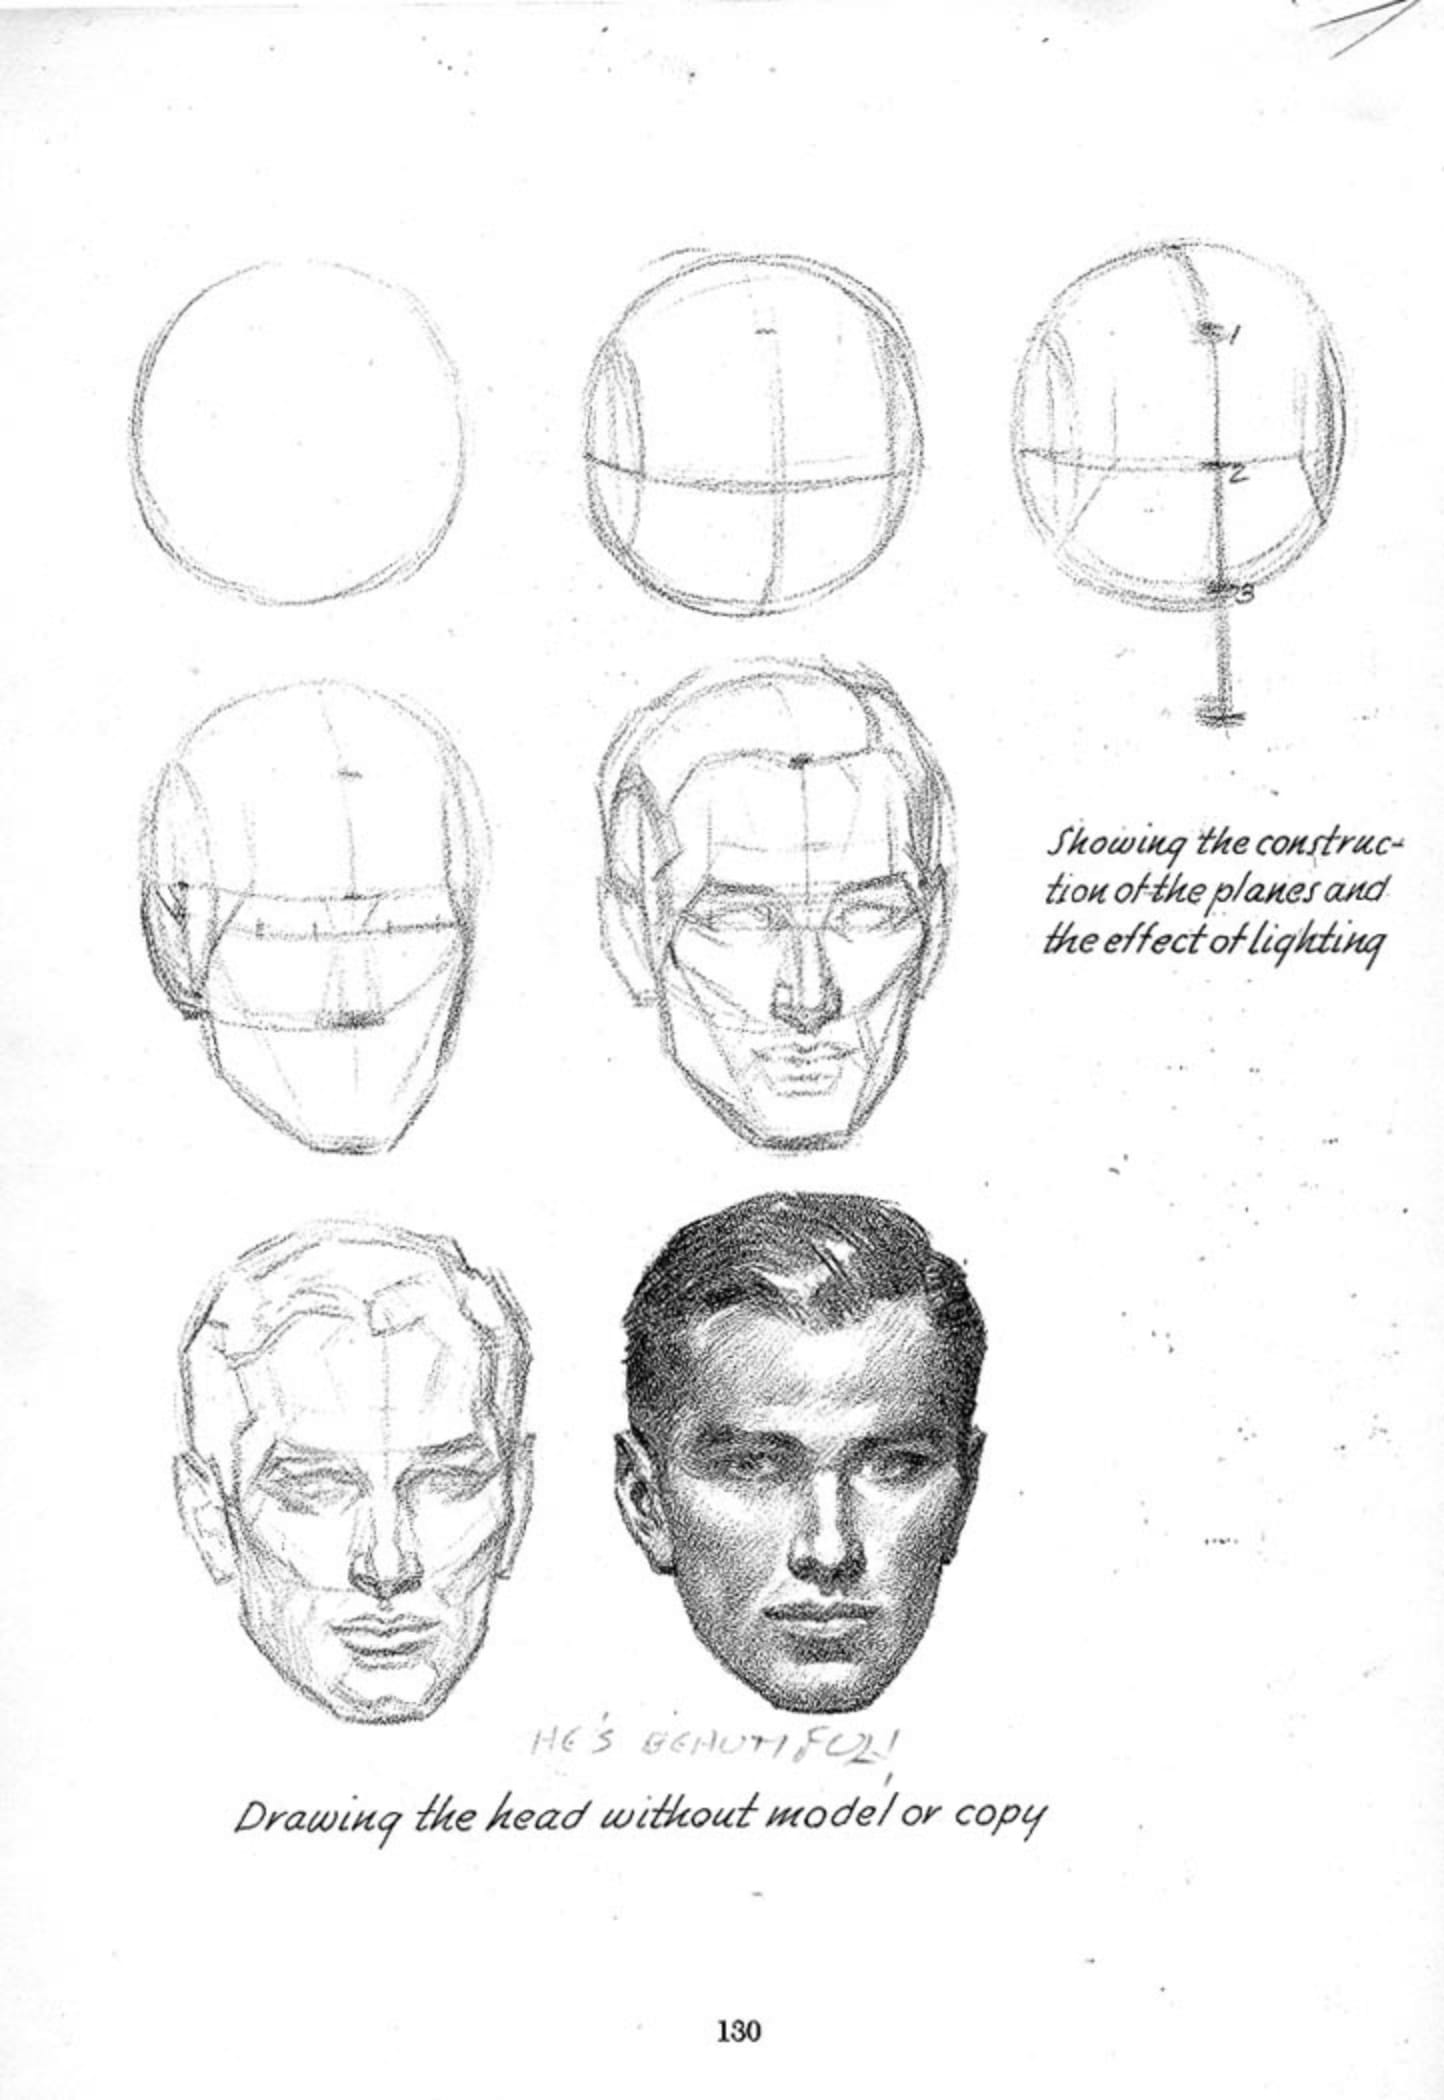 1
2
3
Showing the construc-
tion of the planes and
the effect of lighting
HE'S BEAUTIFUL!
Drawing the head without model or copy
130